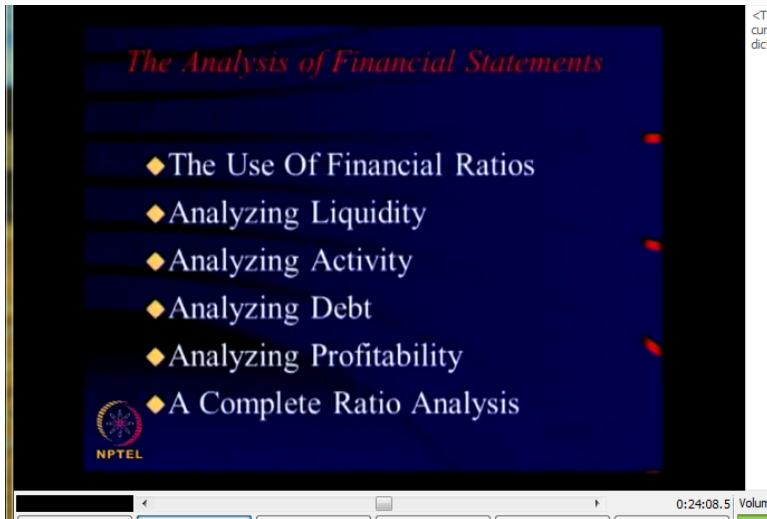 The Analysis of Financial Statements
The Use Of Financial Ratios
Analyzing Liquidity
Analyzing Activity
Analyzing Debt
Analyzing Profitability
A Complete Ratio Analysis
NPTEL
0:24:08.5